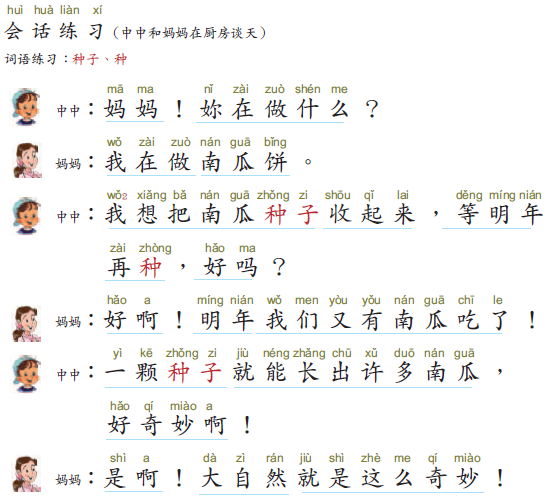 huì huà liàn xí
会话练习（中中和妈妈在厨房谈天）
词语练习：种子、种
mā ma nǐ zài zuò shén me
中中：妈妈！妳在做什么？
wǒ zài zuò nán guā bǐng
妈妈：我在做南瓜饼。
wǒ2 xiǎng bǎ nán guā zhǒng zi shōu qǐ lai děng míng nián
中中：我想把南瓜种子收起来，等明年
zài zhòng hǎo ma
再种，好吗？
hǎo a míng nián wǒ men yòu yǒu nán guā chī le
妈妈：好啊！明年我们又有南瓜吃了！
yì kē zhǒng zi jiù néng zhǎng chū xǔ duō nán guā
中中：一颗种子就能长出许多南瓜，
hǎo qí miào a
好奇妙啊！
shì a dà zì rán jiù shì zhè me qí miào
妈妈：是啊！大自然就是这么奇妙！